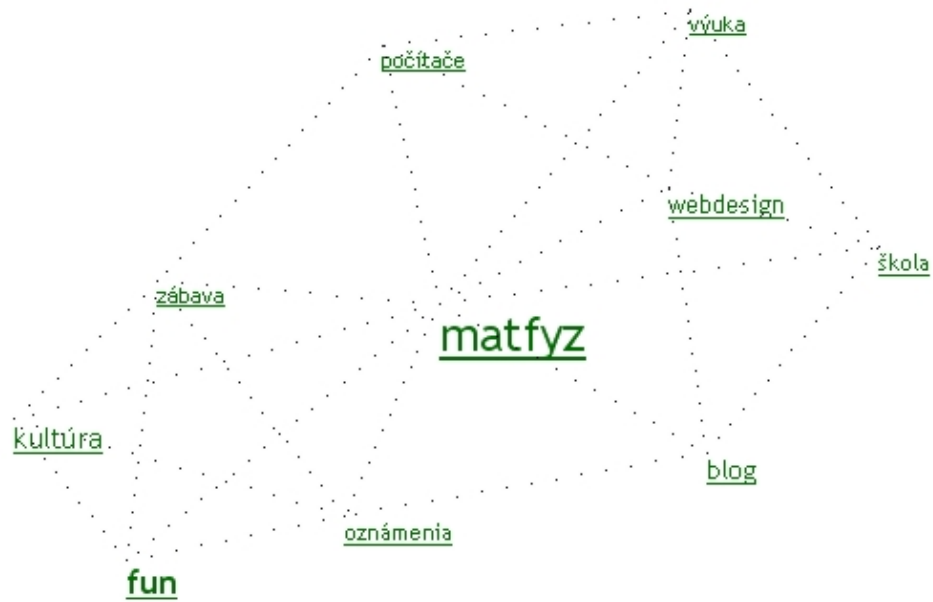 výuka
počítače
webdesign
škola
zábava
matfyz
kultúra
blog
oznámenia
fun